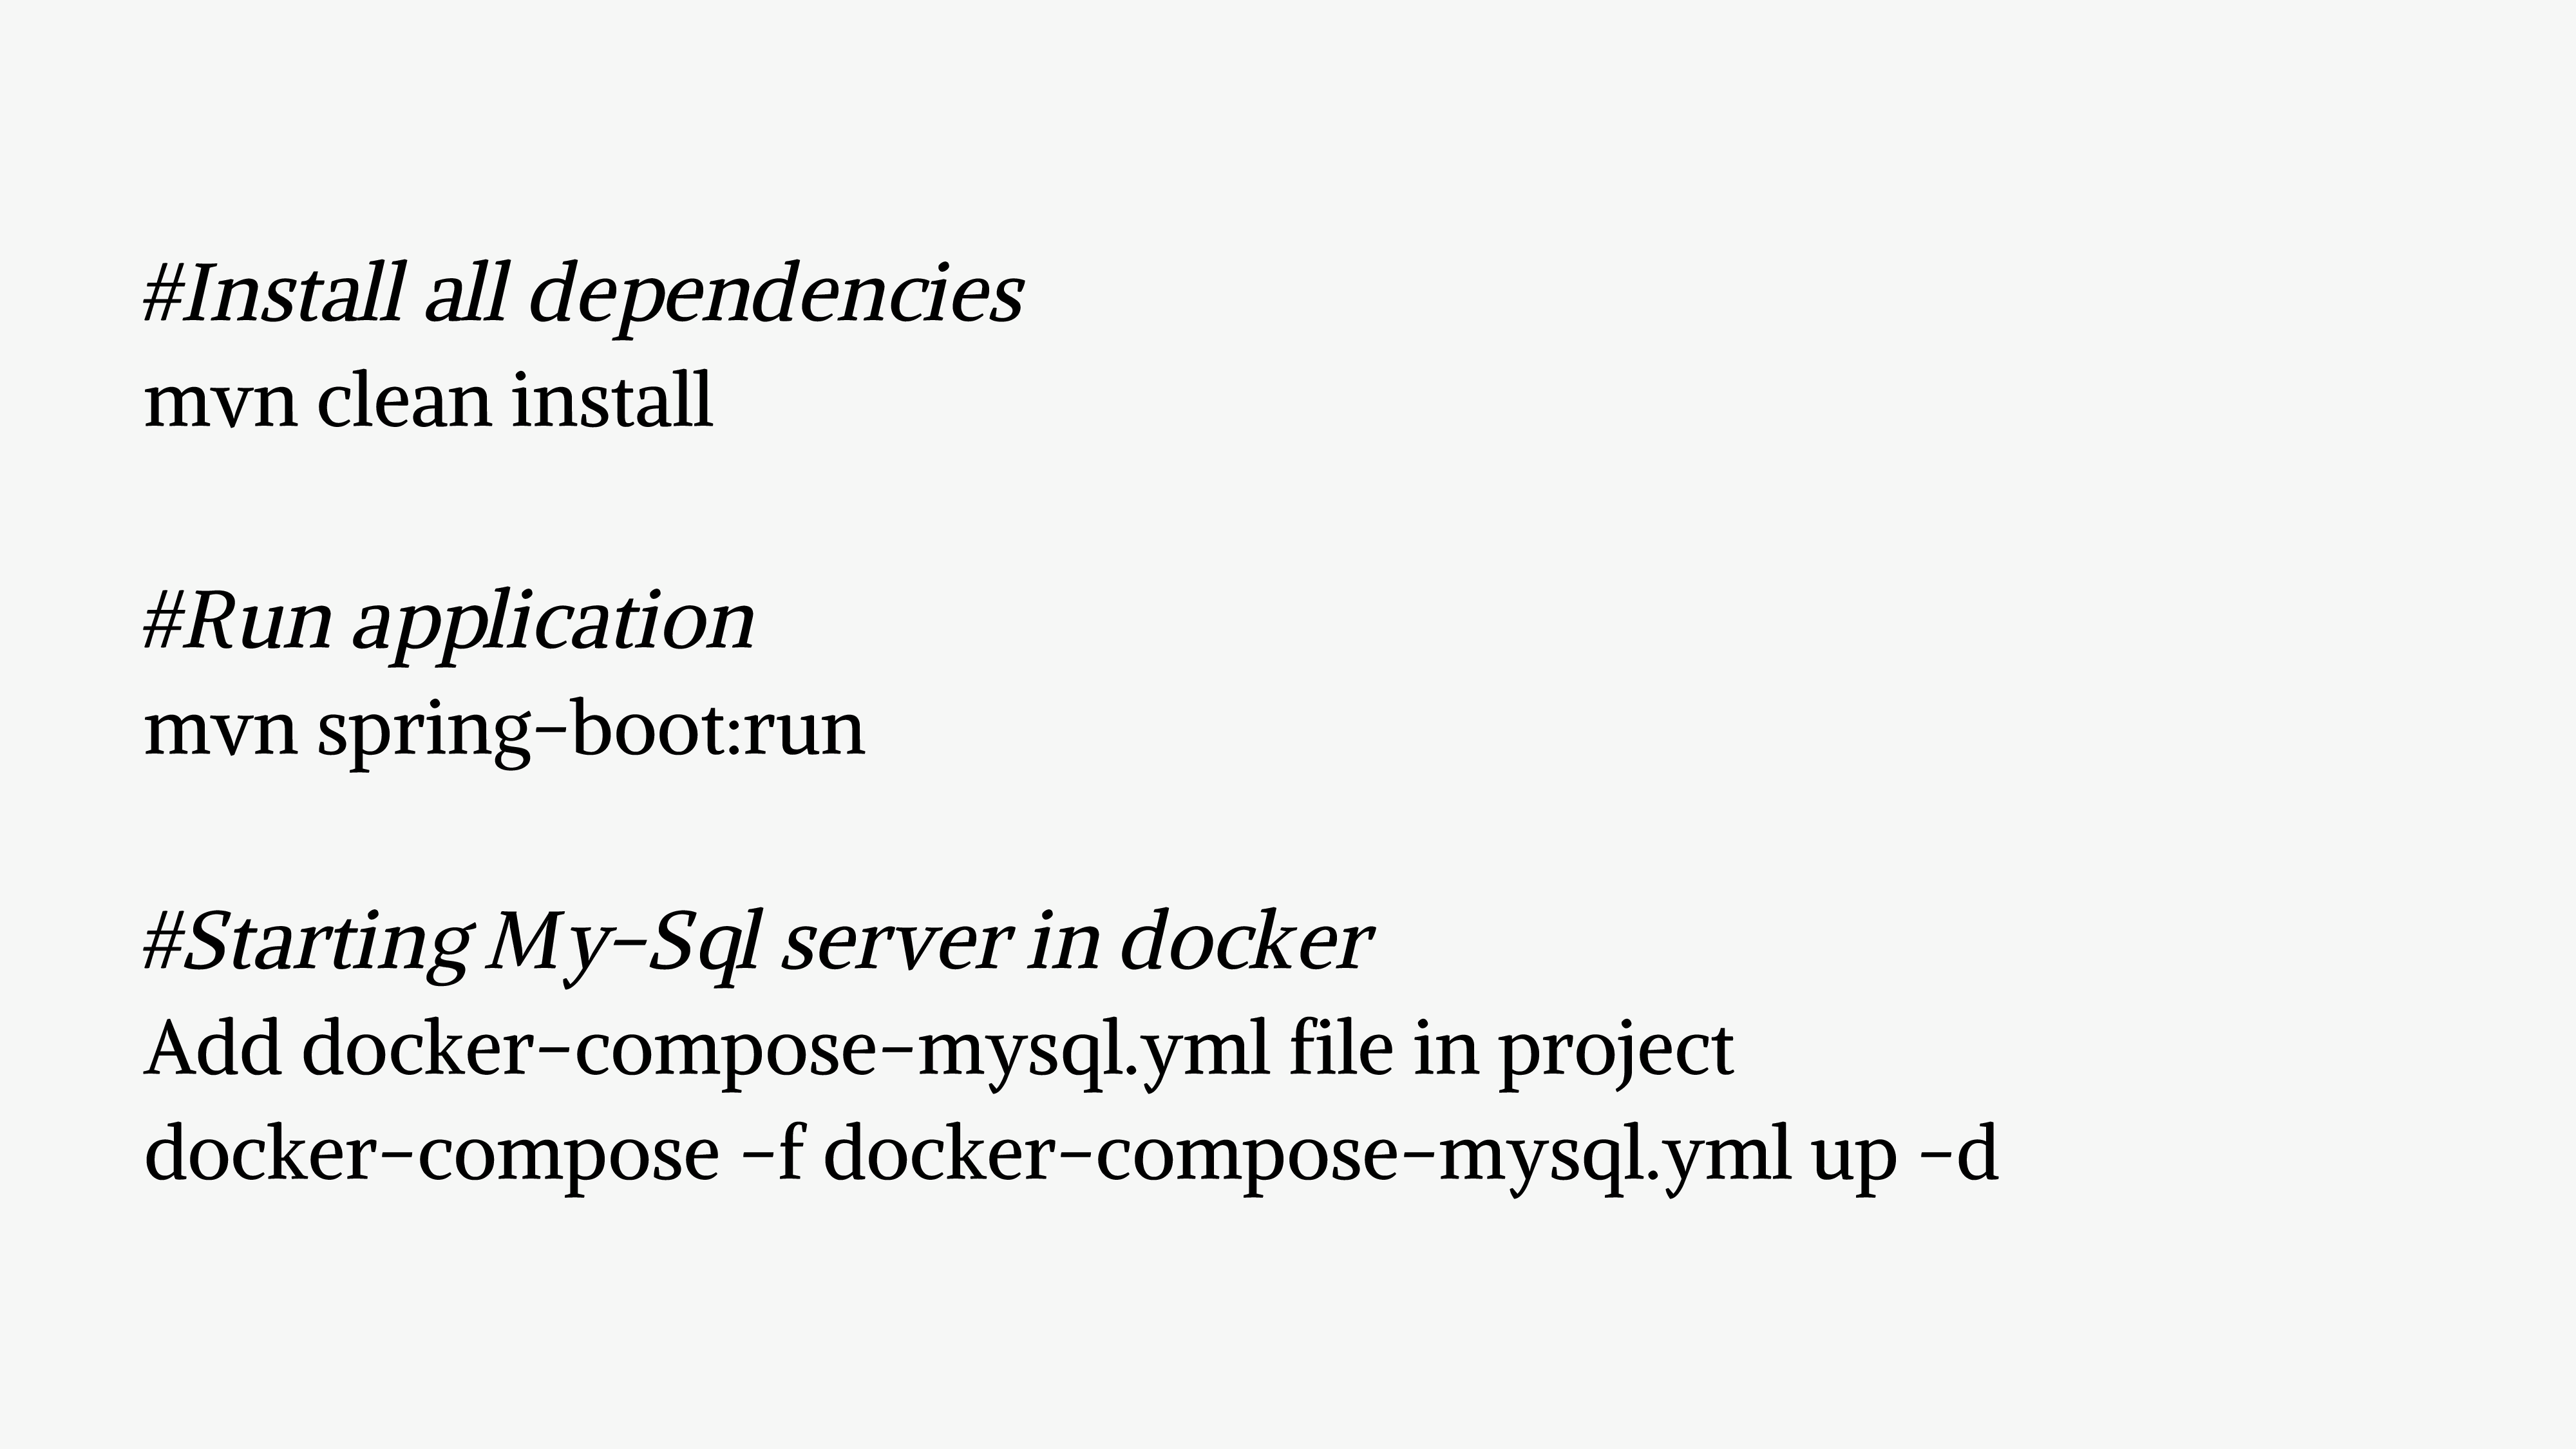 #Install all dependencies
mvn clean install
#Run application
mvn spring-boot:run
#Starting My-Sql server in docker
Add docker-compose-mysql.yml file in project
docker-compose -f docker-compose-mysql.yml up -d